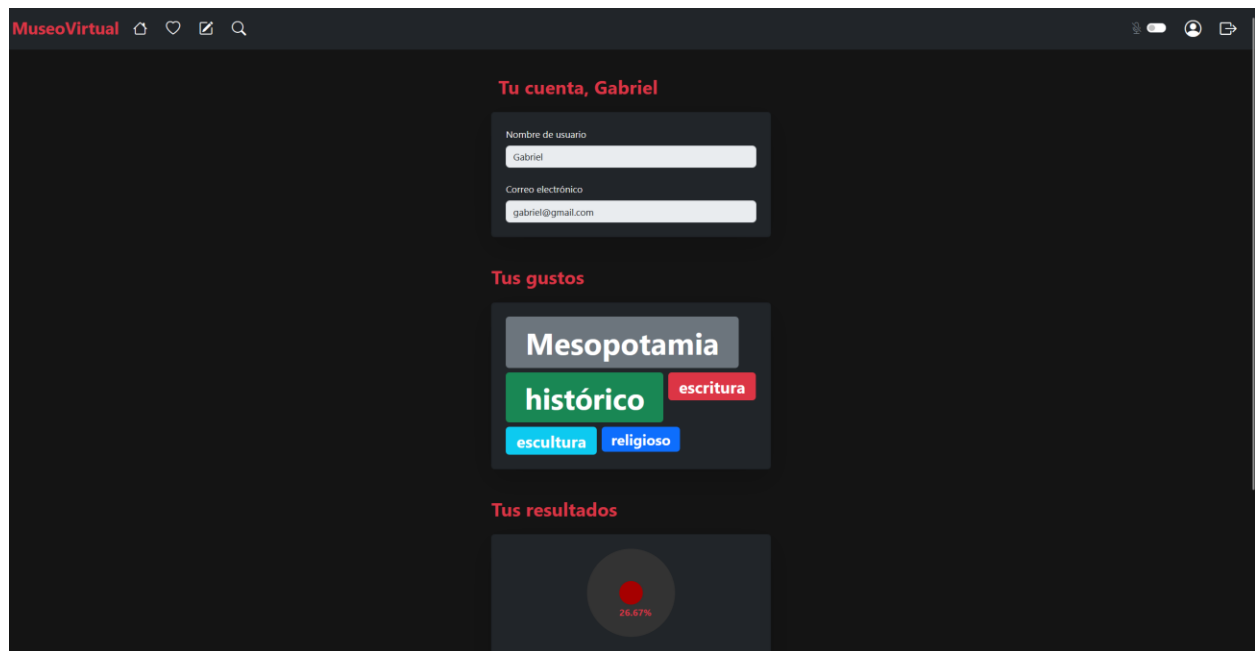 MuseoVirtual
Tu cuenta, Gabriel
Nombre de usuario
Gabriel
Correo electrónico
gabriel@gmail.com
Tus gustos
Mesopotamia
histórico escritura
escultura religioso
Tus resultados
26.67%